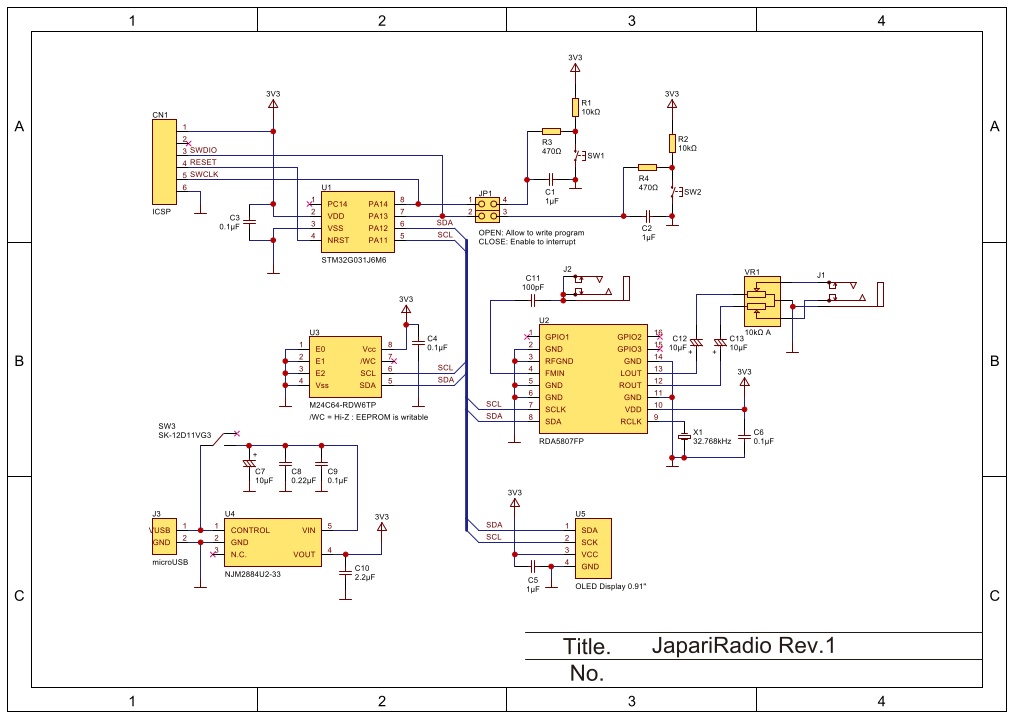 1 2 3 4
A
B
C
A
B
C
1 2 3 4
3V3
CN1
1
2
3 SWDIO
4 RESET
5 SWCLK
6
ICSP
C3
0.1µF
U1
1 PC14 PA14 8
2 VDD PA13 7
3 VSS PA12 6 SDA
4 NRST PA11 5 SCL
STM32G031J6M6
3V3
R1
10kΩ
R3
470Ω
SW1
C1
1µF
3V3
R2
10kΩ
R4
470Ω
SW2
C2
1µF
JP1
1 4
2 3
OPEN: Allow to write program
CLOSE: Enable to interrupt
3V3
U3
1 E0 Vcc 8
2 E1 /WC 7
3 E2 SCL 6 SCL
4 Vss SDA 5 SDA
M24C64-RDW6TP
/WC = Hi-Z : EEPROM is writable
C4
0.1µF
C11
100pF
J2
U2
1 GPIO1 GPIO2 16
2 GND GPIO3 15
3 RFGND GND 14
4 FMIN LOUT 13
5 GND ROUT 12
6 GND GND 11
SCL 7 SCLK VDD 10
SDA 8 SDA RCLK 9
RDA5807FP
VR1
10kΩ A
J1
C12
10µF
+
C13
10µF
+
3V3
X1
32.768kHz
C6
0.1µF
SW3
SK-12D11VG3
+
C7
10µF
C8
0.22µF
C9
0.1µF
J3
VUSB 1
GND 2
microUSB
U4
1 CONTROL VIN 5
2 GND
3 N.C. VOUT 4
NJM2884U2-33
3V3
C10
2.2µF
3V3
U5
SDA 1 SDA
SCL 2 SCK
3 VCC
4 GND
C5
1µF
OLED Display 0.91"
Title. JapariRadio Rev.1
No.